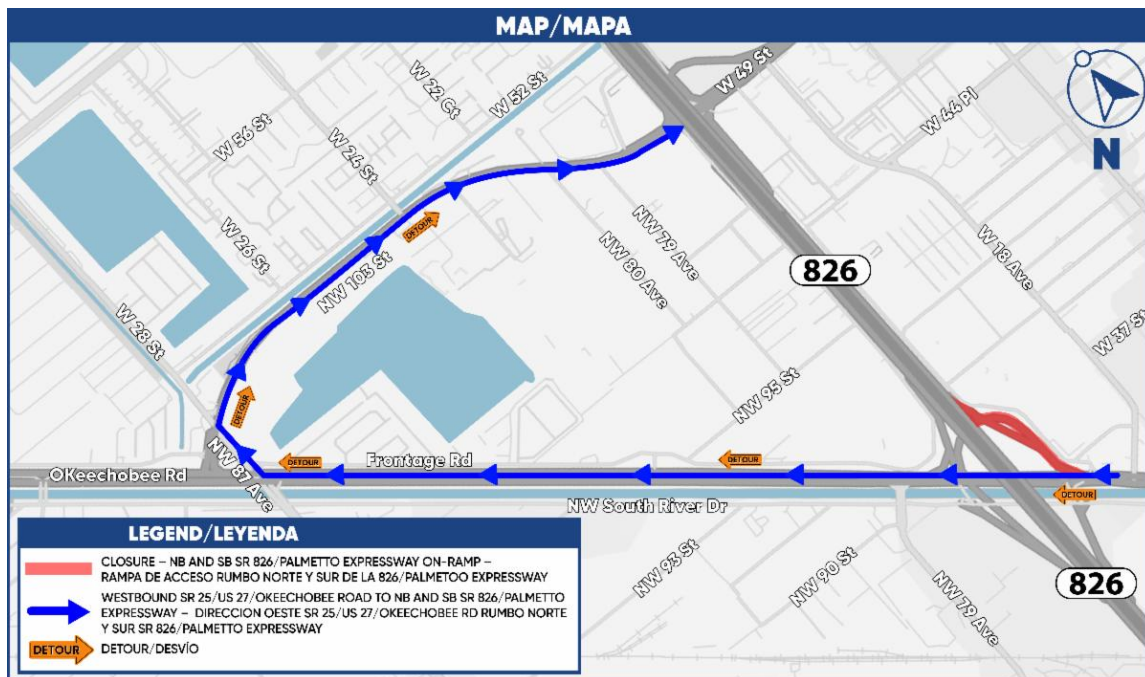 MAP/MAPA
W 49 St
W 52 St
W 22 Ct
W 44 Pl
W 56 St
W 24 St
N
W 26 St
DETOUR
NW 103 St
NW 79 Ave
NW 80 Ave
W 18 Ave
826
W 37 St
W 28 St
NW 95 St
DETOUR
NW 87 Ave
OKeechobee Rd
DETOUR
Frontage Rd
DETOUR
DETOUR
NW South River Dr
NW 93 St
NW 90 St
NW 79 Ave
826
LEGEND/LEYENDA
CLOSURE – NB AND SB SR 826/PALMETTO EXPRESSWAY ON-RAMP –
RAMPA DE ACCESO RUMBO NORTE Y SUR DE LA 826/PALMETOO EXPRESSWAY
WESTBOUND SR 25/US 27/OKEECHOBEE ROAD TO NB AND SB SR 826/PALMETTO
EXPRESSWAY – DIRECCION OESTE SR 25/US 27/OKEECHOBEE RD RUMBO NORTE
Y SUR SR 826/PALMETTO EXPRESSWAY
DETOUR
DETOUR/DESVÍO